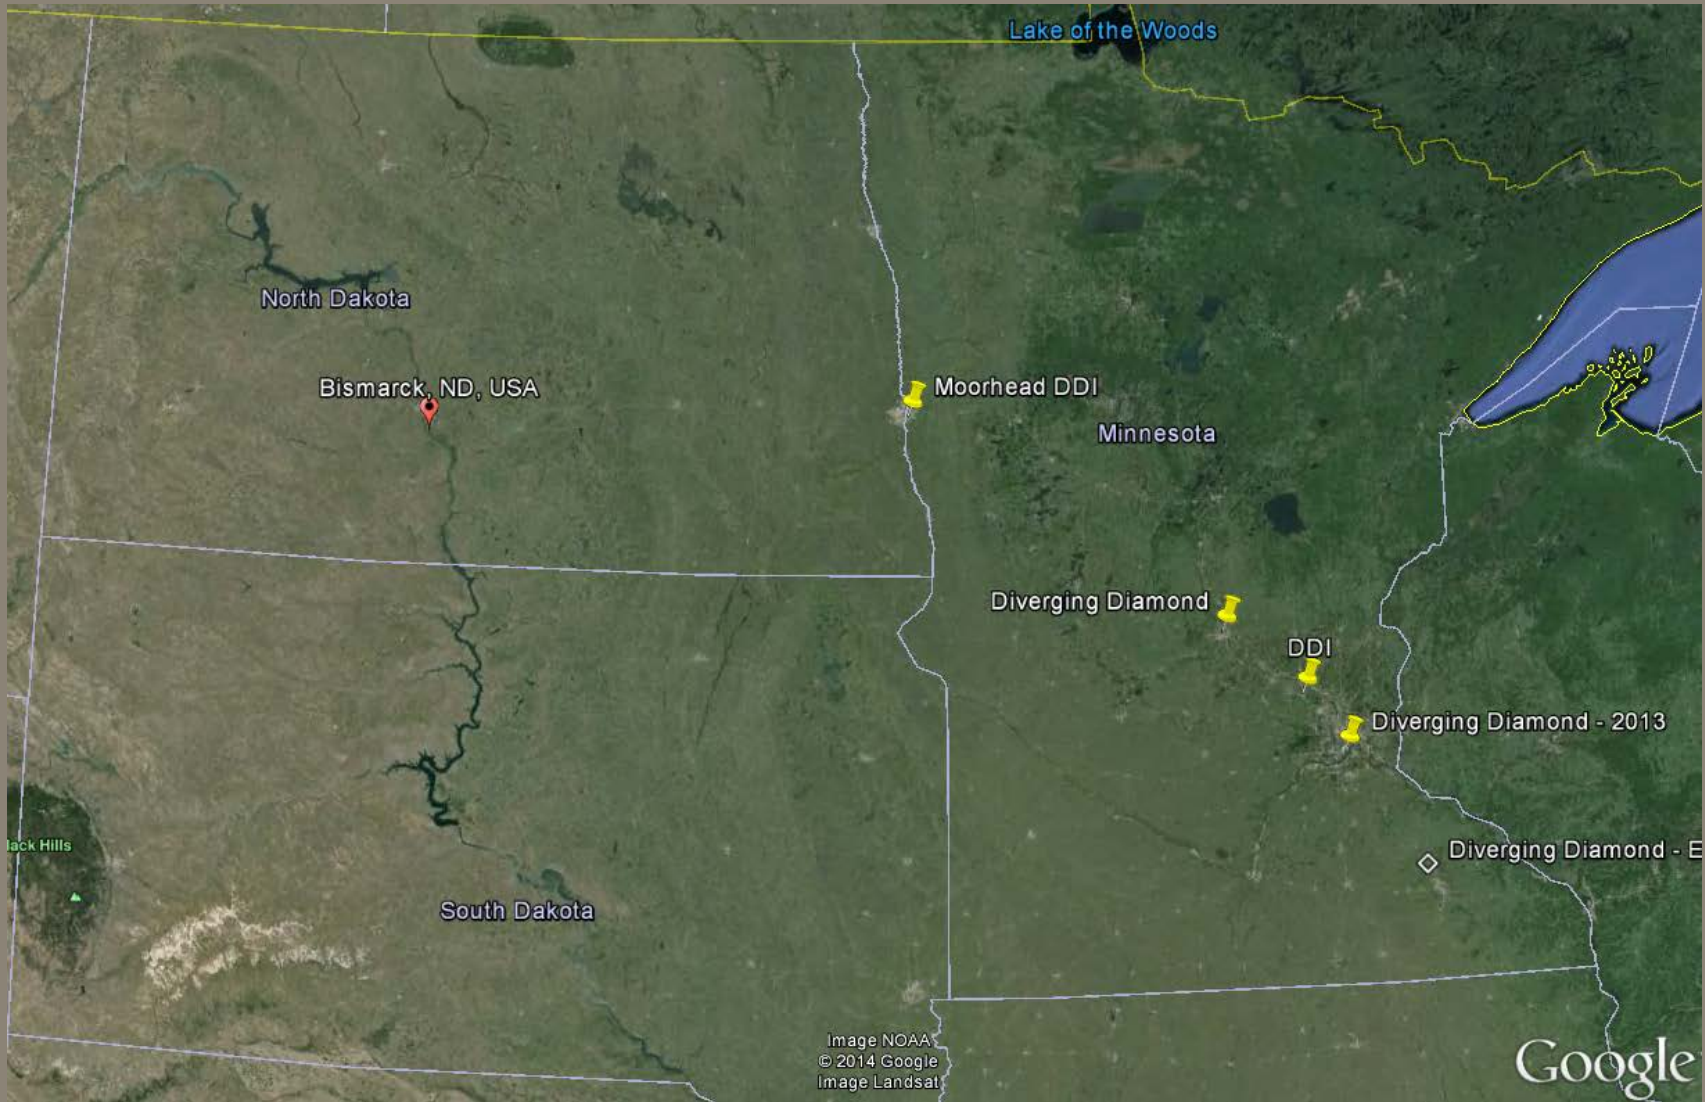 Lake of the Woods
North Dakota
Bismarck, ND, USA
Moorhead DDI
Minnesota
Diverging Diamond
DDI
Diverging Diamond - 2013
lack Hills
Diverging Diamond - E
South Dakota
Image NOAA
© 2014 Google
Image Landsat
Google